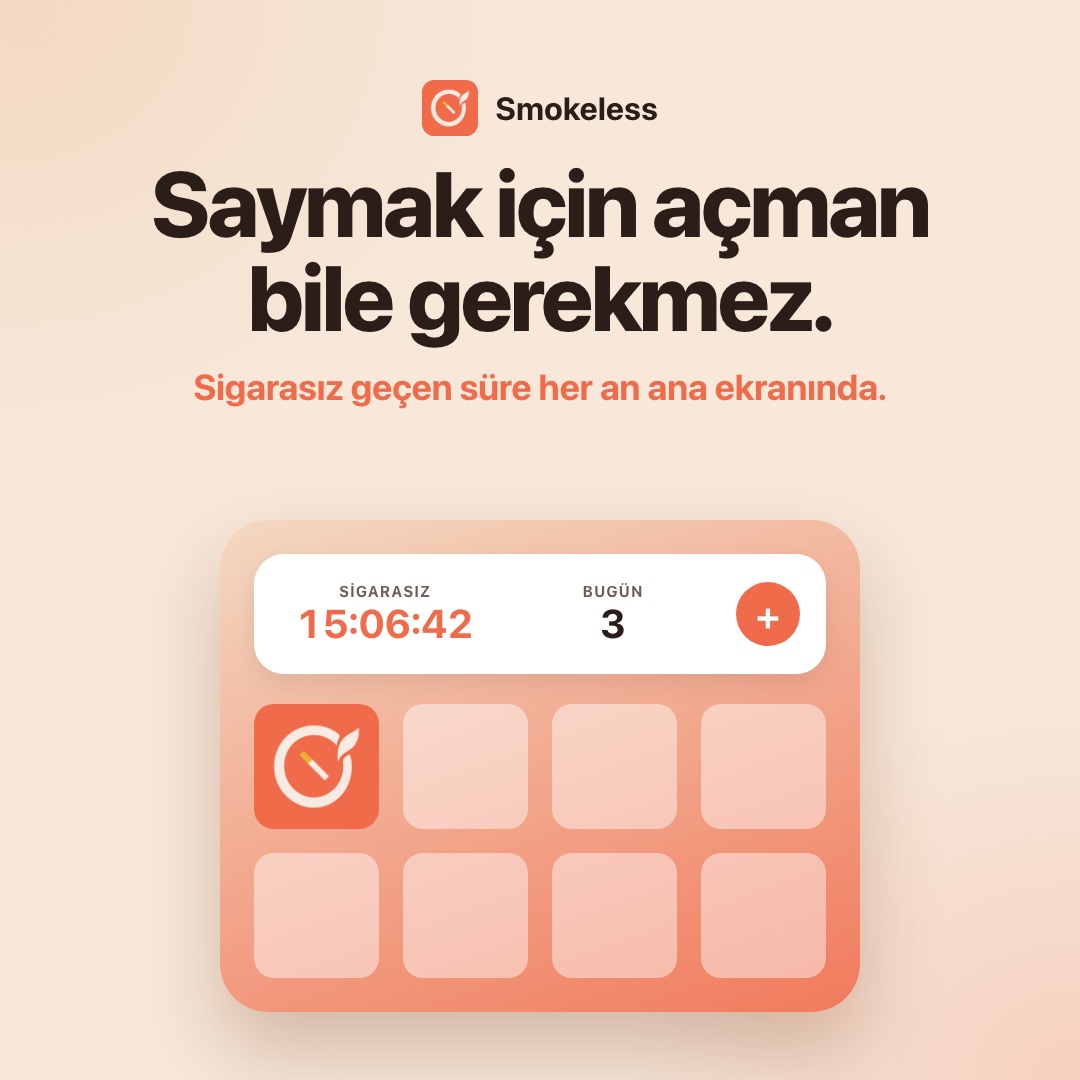 Smokeless
Saymak için açman
bile gerekmez.
Sigarasız geçen süre her an ana ekranında.
SİGARASIZ
15:06:42
BUGÜN
3
+